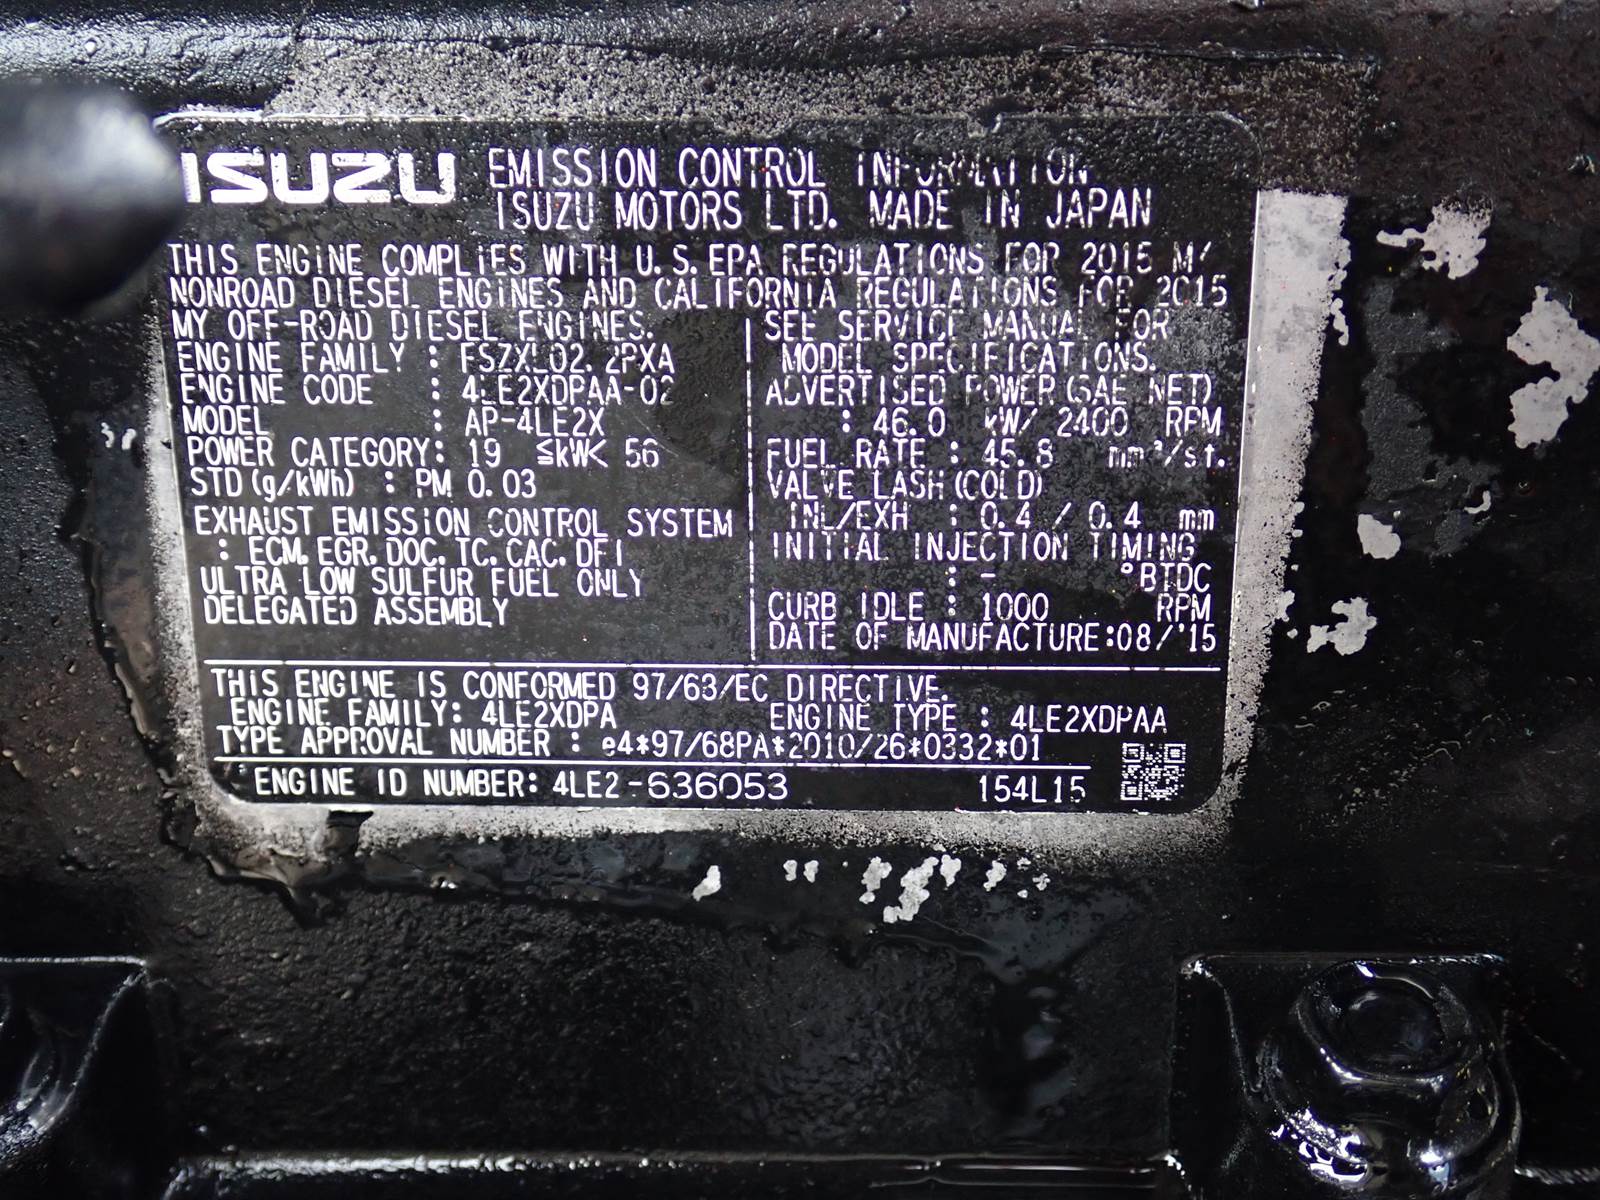 ISUZU EMISSION CONTROL INFORMATION
ISUZU MOTORS LTD. MADE IN JAPAN
THIS ENGINE COMPLIES WITH U.S.EPA REGULATIONS FOR 2015 M/
NONROAD DIESEL ENGINES AND CALIFORNIA REGULATIONS FOR 2015
MY OFF-ROAD DIESEL ENGINES.
ENGINE FAMILY : FSZXL02.2PXA
ENGINE CODE : 4LE2XDPAA-02
MODEL : AP-4LE2X
POWER CATEGORY: 19 ≦kW< 56
STD(g/kWh) : PM 0.03
EXHAUST EMISSION CONTROL SYSTEM
: ECM, EGR, DOC, TC, CAC, DFI
ULTRA LOW SULFUR FUEL ONLY
DELEGATED ASSEMBLY
SEE SERVICE MANUAL FOR
MODEL SPECIFICATIONS.
ADVERTISED POWER(SAE NET)
: 46.0 kW/ 2400 RPM
FUEL RATE : 45.8 mm³/st.
VALVE LASH(COLD)
INL/EXH : 0.4 / 0.4 mm
INITIAL INJECTION TIMING
: - °BTDC
CURB IDLE : 1000 RPM
DATE OF MANUFACTURE:08/'15
THIS ENGINE IS CONFORMED 97/63/EC DIRECTIVE.
ENGINE FAMILY: 4LE2XDPA ENGINE TYPE : 4LE2XDPAA
TYPE APPROVAL NUMBER : e4*97/68PA*2010/26*0332*01
ENGINE ID NUMBER: 4LE2-636053 154L15